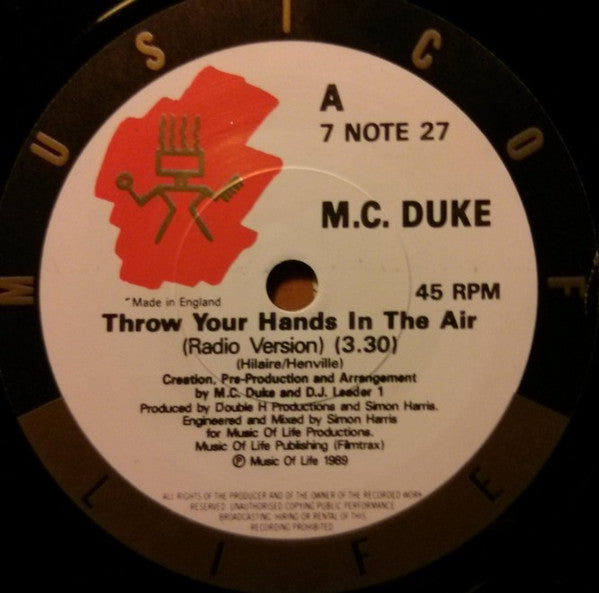 MUSIC OF LIFE
A
7 NOTE 27
M.C. DUKE
Made in England
45 RPM
Throw Your Hands In The Air
(Radio Version) (3.30)
(Hilaire/Henville)
Creation, Pre-Production and Arrangement
by M.C. Duke and D.J. Leader 1
Produced by Double H Productions and Simon Harris.
Engineered and Mixed by Simon Harris
for Music Of Life Productions.
Music Of Life Publishing (Filmtrax)
℗ Music Of Life 1989
ALL RIGHTS OF THE PRODUCER AND OF THE OWNER OF THE RECORDED WORK
RESERVED. UNAUTHORISED COPYING PUBLIC PERFORMANCE
BROADCASTING, HIRING OR RENTAL OF THIS
RECORDING PROHIBITED